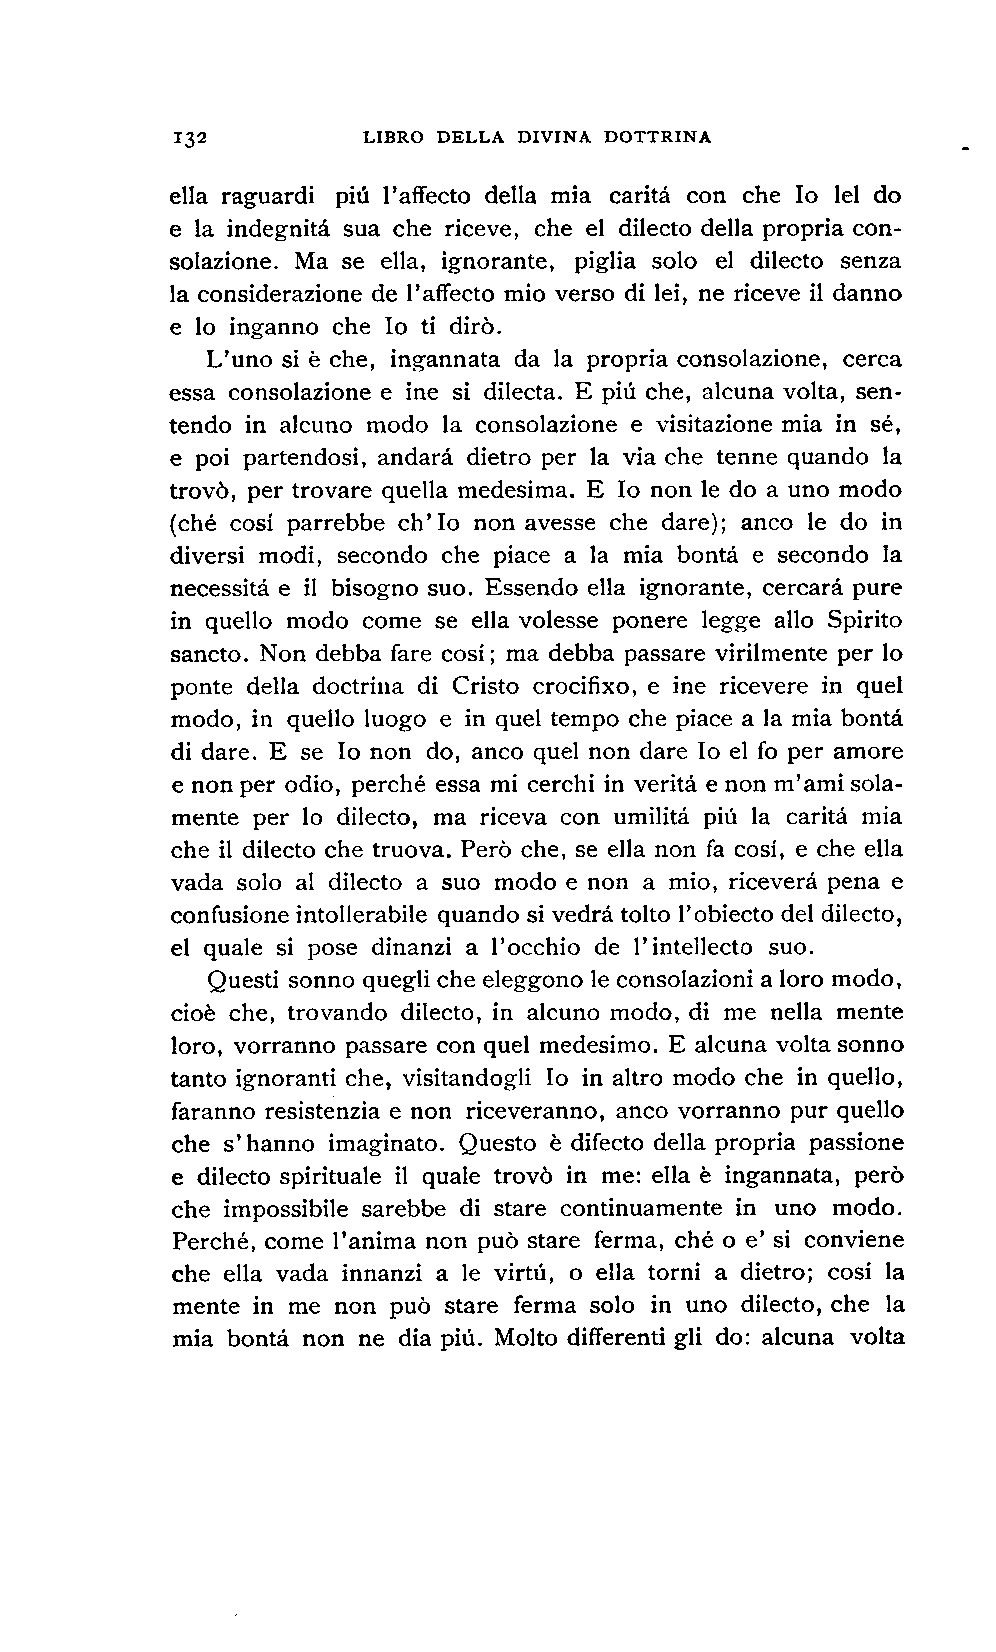 132 LIBRO DELLA DIVINA DOTTRINA
ella raguardi piú l'affecto della mia caritá con che Io lel do
e la indegnitá sua che riceve, che el dilecto della propria con-
solazione. Ma se ella, ignorante, piglia solo el dilecto senza
la considerazione de l'affecto mio verso di lei, ne riceve il danno
e lo inganno che Io ti dirò.
L'uno si è che, ingannata da la propria consolazione, cerca
essa consolazione e ine si dilecta. E piú che, alcuna volta, sen-
tendo in alcuno modo la consolazione e visitazione mia in sé,
e poi partendosi, andará dietro per la via che tenne quando la
trovò, per trovare quella medesima. E Io non le do a uno modo
(ché cosí parrebbe ch'Io non avesse che dare); anco le do in
diversi modi, secondo che piace a la mia bontá e secondo la
necessitá e il bisogno suo. Essendo ella ignorante, cercará pure
in quello modo come se ella volesse ponere legge allo Spirito
sancto. Non debba fare cosí; ma debba passare virilmente per lo
ponte della doctrina di Cristo crocifixo, e ine ricevere in quel
modo, in quello luogo e in quel tempo che piace a la mia bontá
di dare. E se Io non do, anco quel non dare Io el fo per amore
e non per odio, perché essa mi cerchi in veritá e non m'ami sola-
mente per lo dilecto, ma riceva con umilitá piú la caritá mia
che il dilecto che truova. Però che, se ella non fa cosí, e che ella
vada solo al dilecto a suo modo e non a mio, riceverá pena e
confusione intollerabile quando si vedrá tolto l'obiecto del dilecto,
el quale si pose dinanzi a l'occhio de l'intellecto suo.
Questi sonno quegli che eleggono le consolazioni a loro modo,
cioè che, trovando dilecto, in alcuno modo, di me nella mente
loro, vorranno passare con quel medesimo. E alcuna volta sonno
tanto ignoranti che, visitandogli Io in altro modo che in quello,
faranno resistenzia e non riceveranno, anco vorranno pur quello
che s'hanno imaginato. Questo è difecto della propria passione
e dilecto spirituale il quale trovò in me: ella è ingannata, però
che impossibile sarebbe di stare continuamente in uno modo.
Perché, come l'anima non può stare ferma, ché o e' si conviene
che ella vada innanzi a le virtú, o ella torni a dietro; cosí la
mente in me non può stare ferma solo in uno dilecto, che la
mia bontá non ne dia piú. Molto differenti gli do: alcuna volta